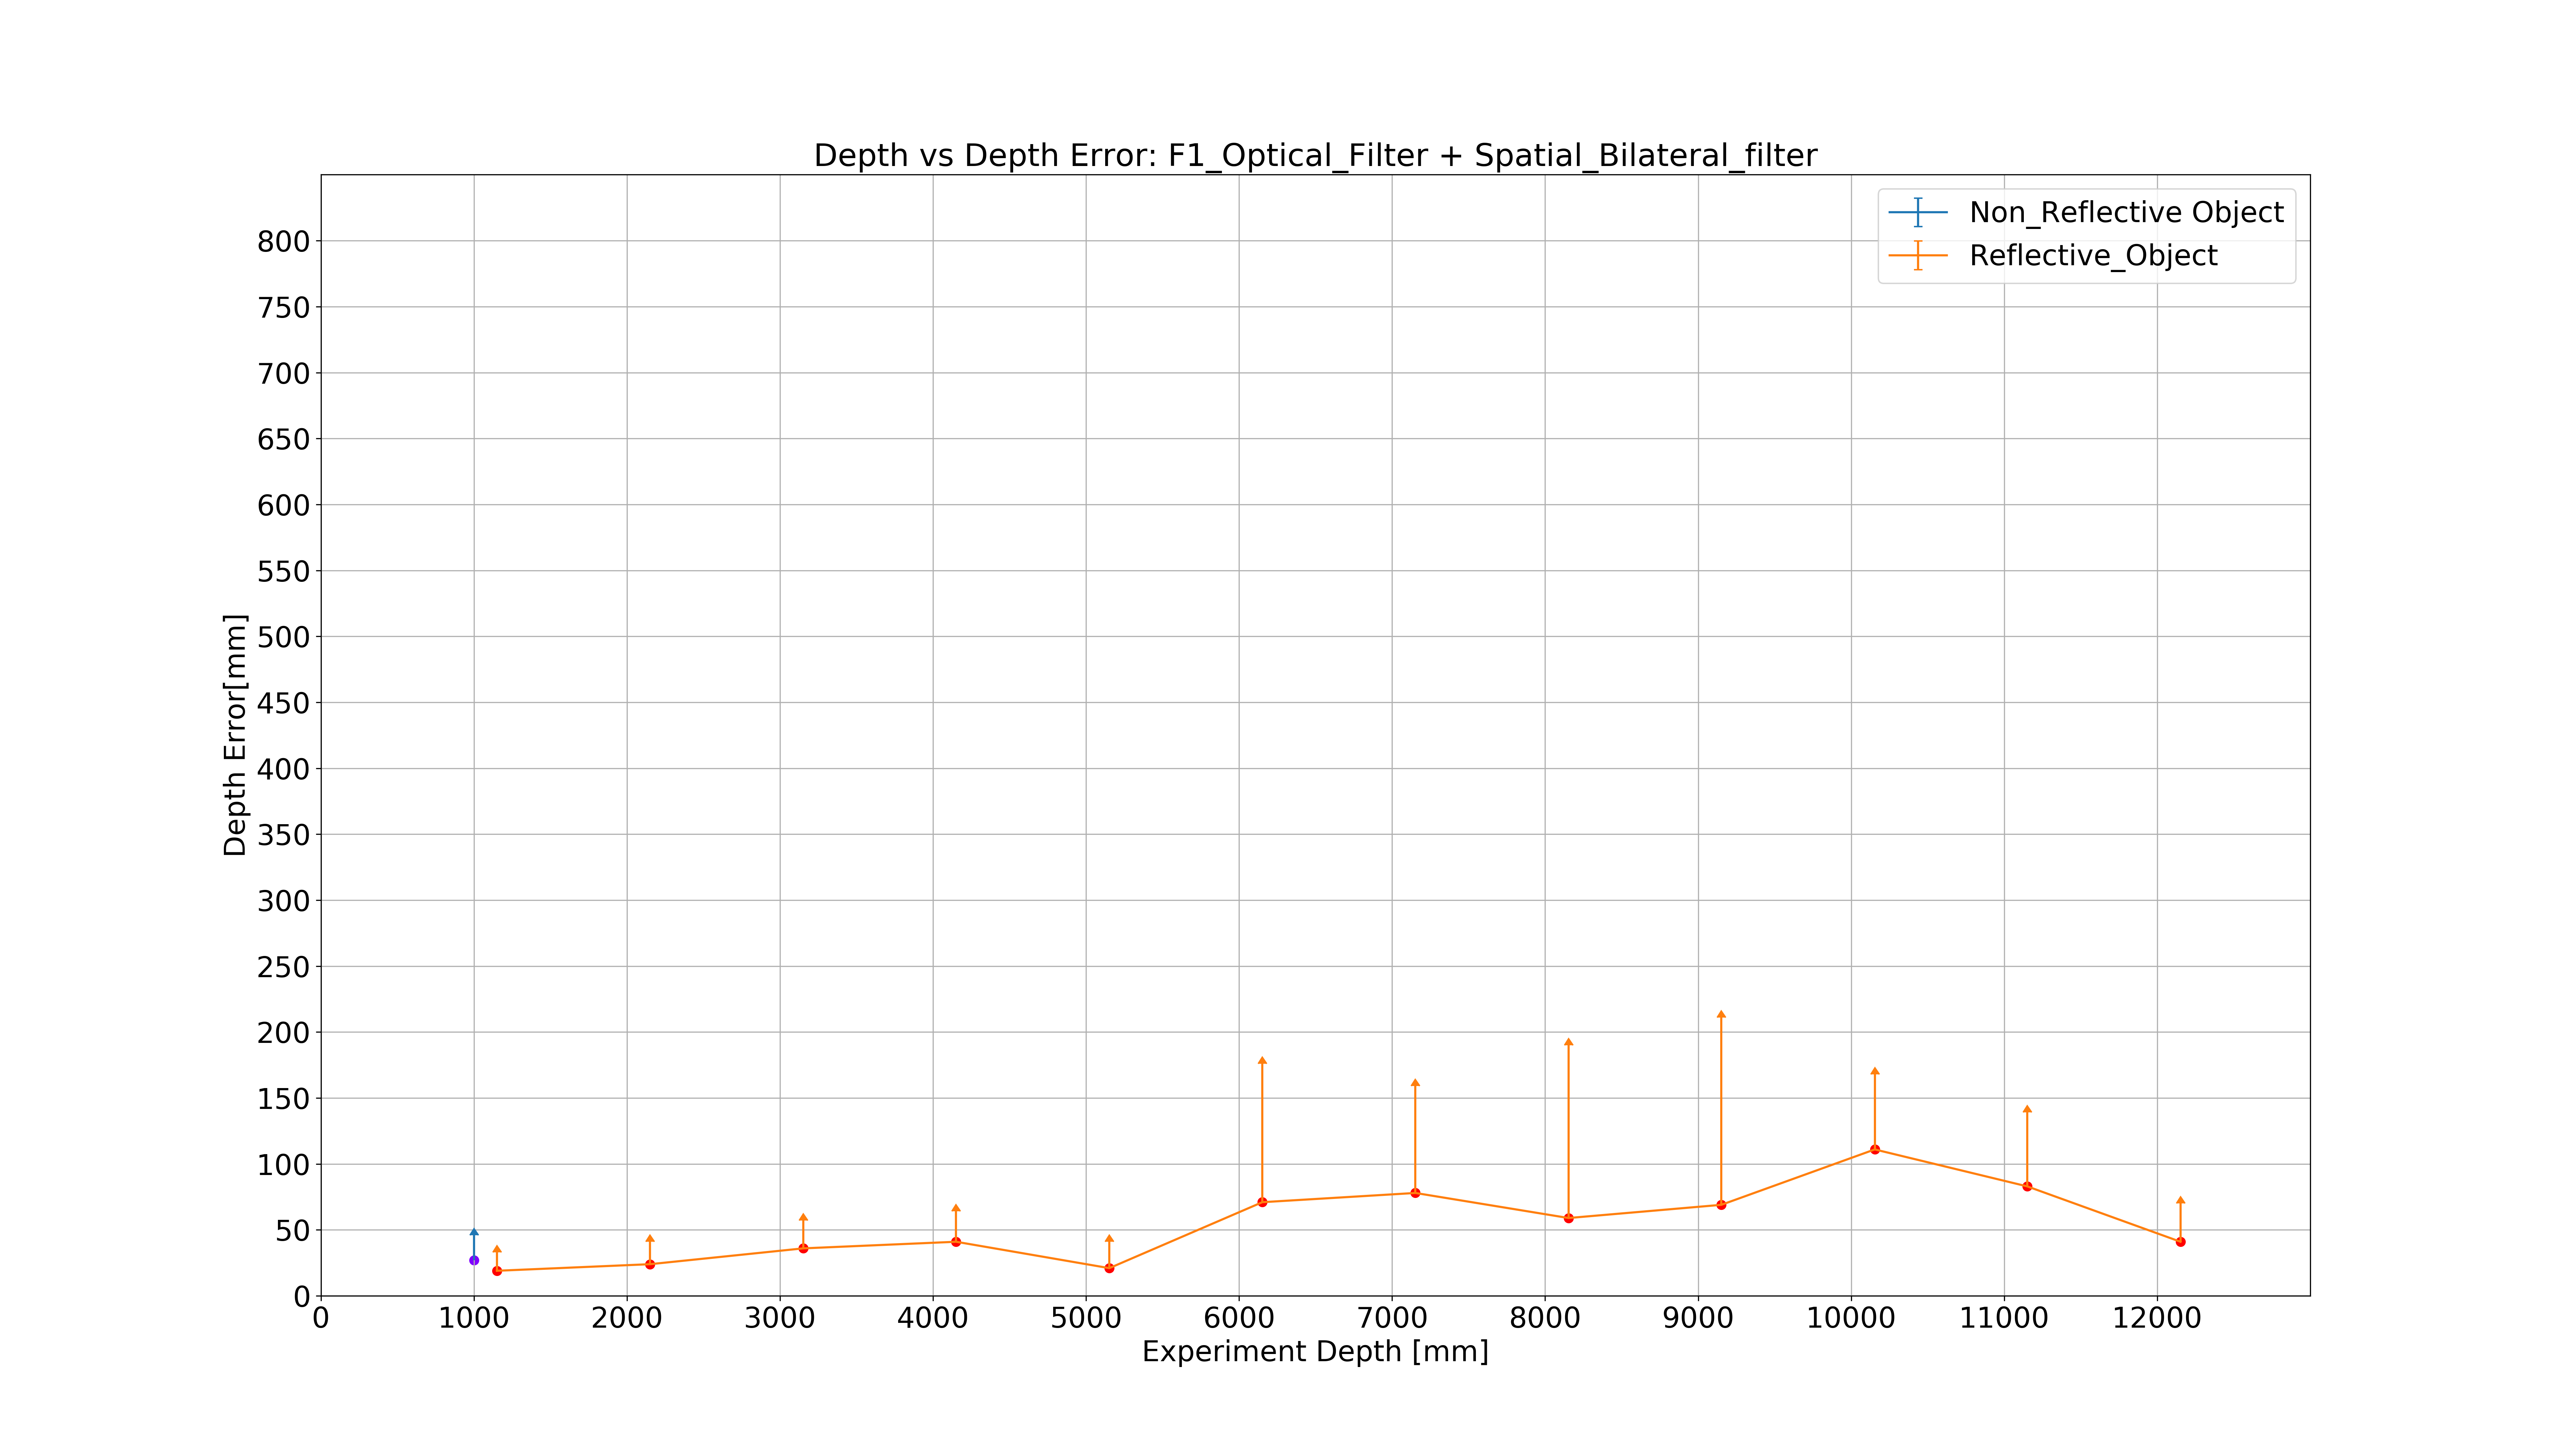 Depth vs Depth Error: F1_Optical_Filter + Spatial_Bilateral_filter
Non_Reflective Object
Reflective_Object
800
750
700
650
600
550
500
450
400
350
300
250
200
150
100
50
0
Depth Error[mm]
0 1000 2000 3000 4000 5000 6000 7000 8000 9000 10000 11000 12000
Experiment Depth [mm]